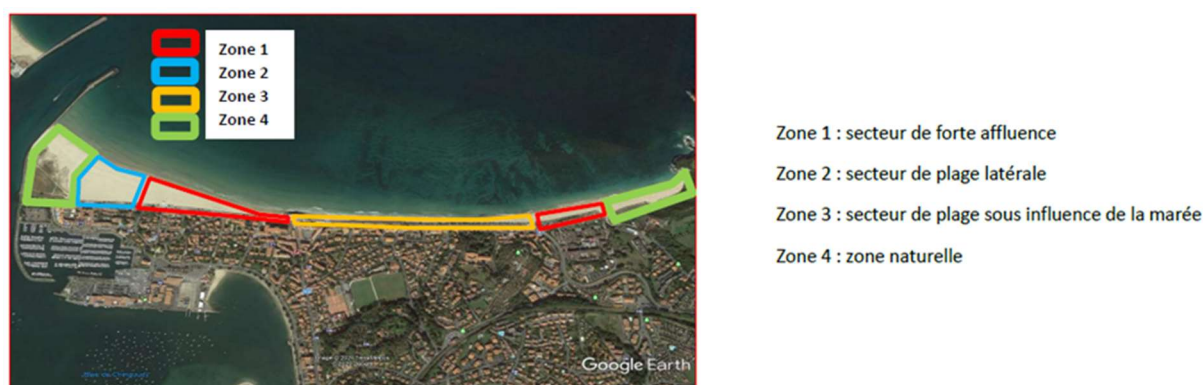 Zone 1
Zone 2
Zone 3
Zone 4
Zone 1 : secteur de forte affluence
Zone 2 : secteur de plage latérale
Zone 3 : secteur de plage sous influence de la marée
Zone 4 : zone naturelle
Google Earth